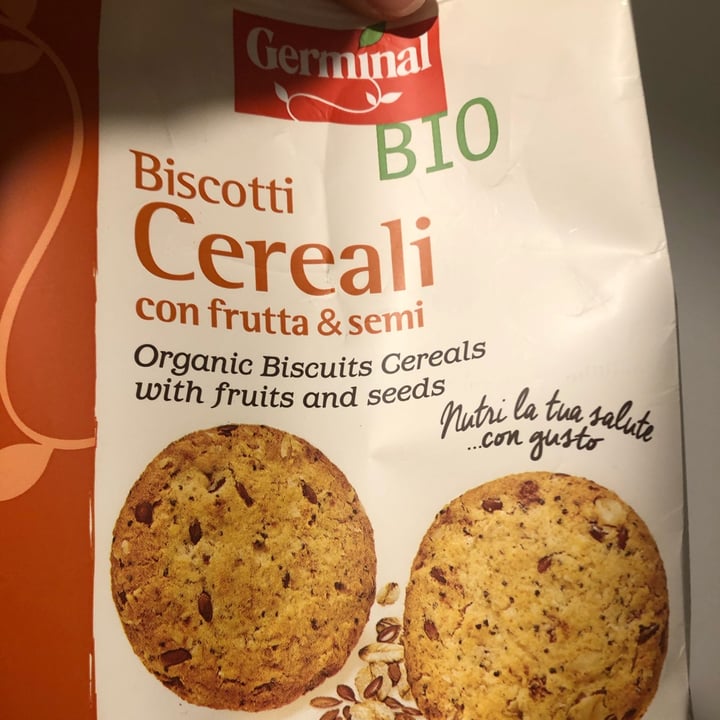 Germinal
BIO
Biscotti
Cereali
con frutta & semi
Organic Biscuits Cereals
with fruits and seeds
Nutri la tua salute
...con gusto